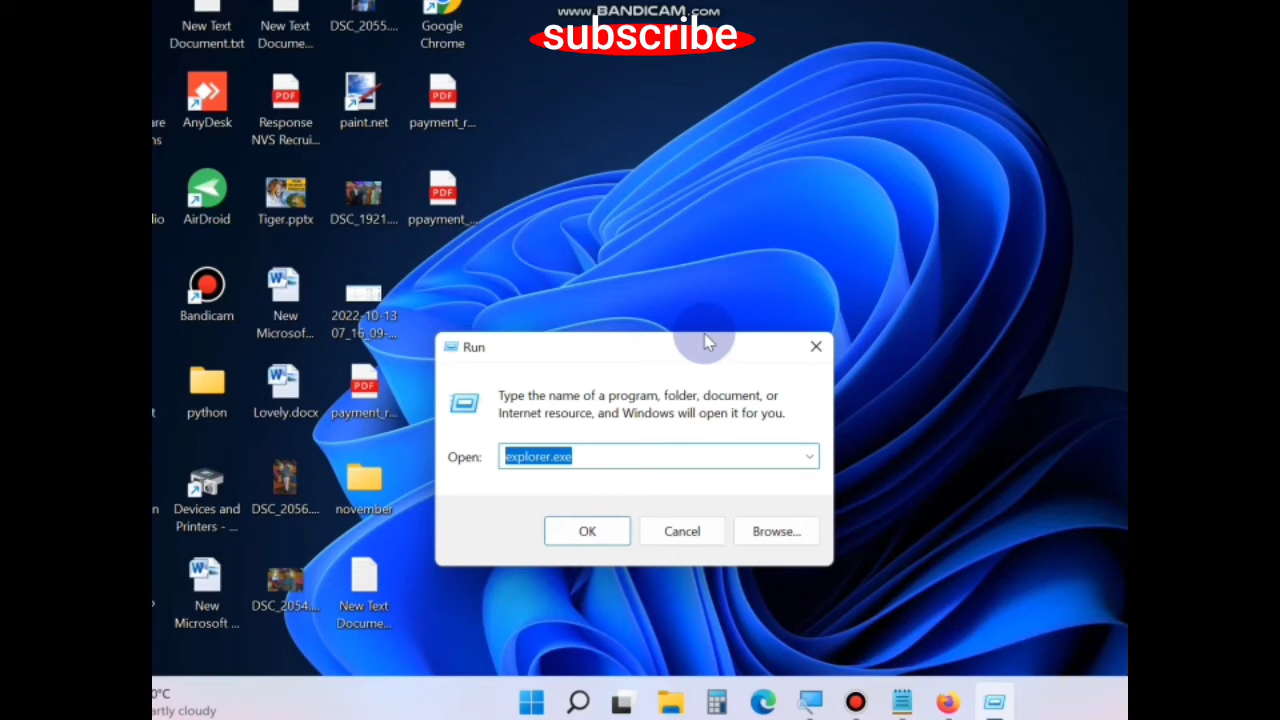 www.BANDICAM.com
subscribe
New Text
Document.txt
New Text
Docume...
DSC_2055....
Google
Chrome
AnyDesk
Response
NVS Recrui...
paint.net
payment_r...
AirDroid
Tiger.pptx
DSC_1921....
ppayment_...
Bandicam
New
Microsof...
2022-10-13
07_16_09-...
python
Lovely.docx
payment_r...
Devices and
Printers - ...
DSC_2056....
november
New
Microsoft ...
DSC_2054....
New Text
Docume...
Run
Type the name of a program, folder, document, or
Internet resource, and Windows will open it for you.
Open:
explorer.exe
OK
Cancel
Browse...
0°C
artly cloudy